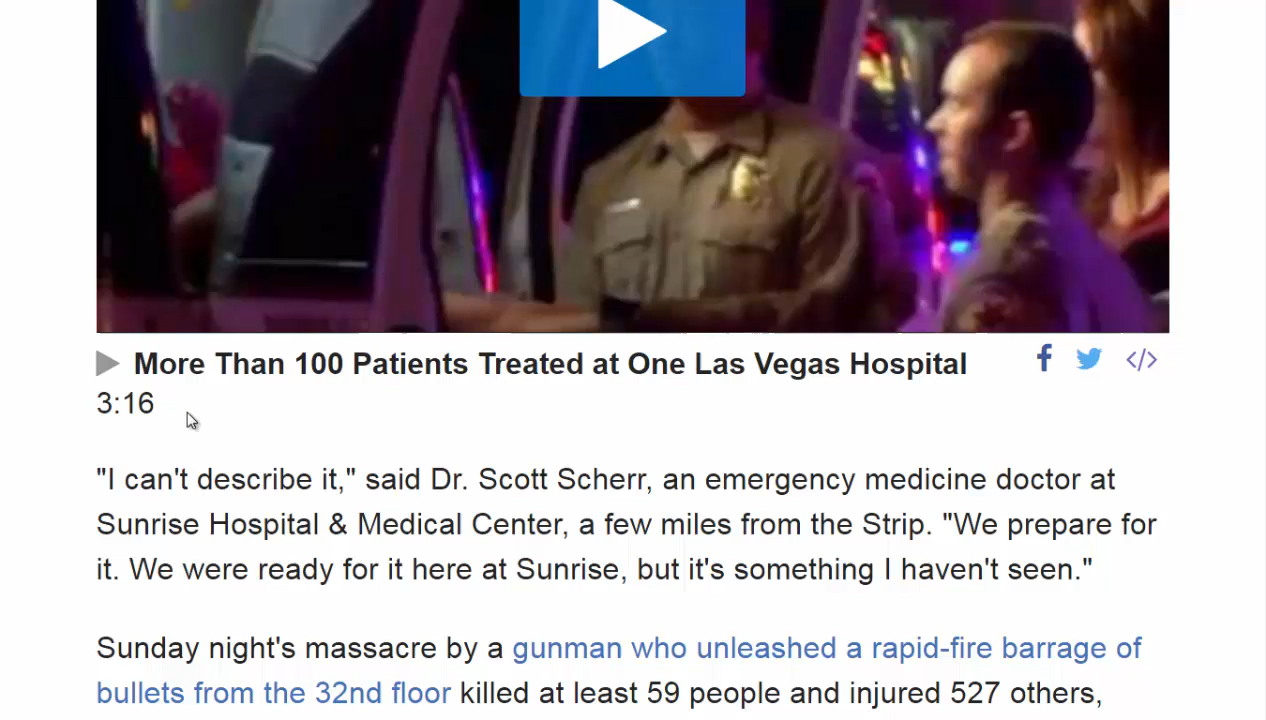 More Than 100 Patients Treated at One Las Vegas Hospital
3:16
"I can't describe it," said Dr. Scott Scherr, an emergency medicine doctor at
Sunrise Hospital & Medical Center, a few miles from the Strip. "We prepare for
it. We were ready for it here at Sunrise, but it's something I haven't seen."
Sunday night's massacre by a gunman who unleashed a rapid-fire barrage of
bullets from the 32nd floor killed at least 59 people and injured 527 others,